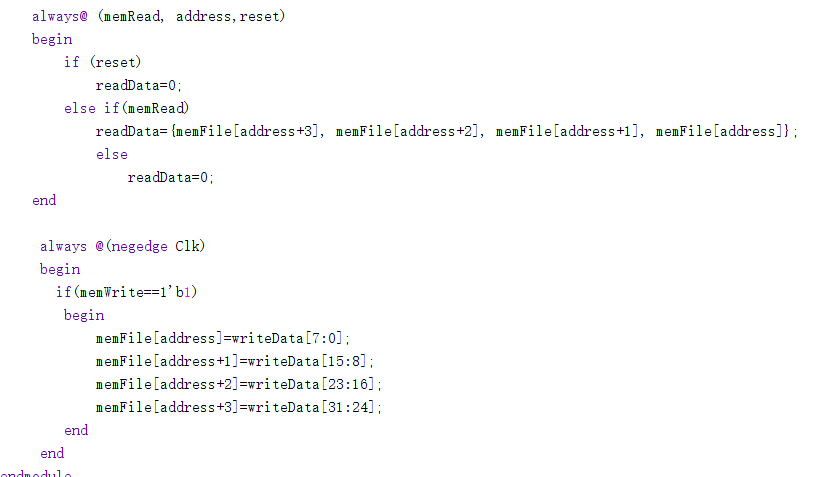 always@ (memRead, address,reset)
begin
if (reset)
readData=0;
else if(memRead)
readData={memFile[address+3], memFile[address+2], memFile[address+1], memFile[address]};
else
readData=0;
end
always @(negedge Clk)
begin
if(memWrite==1'b1)
begin
memFile[address]=writeData[7:0];
memFile[address+1]=writeData[15:8];
memFile[address+2]=writeData[23:16];
memFile[address+3]=writeData[31:24];
end
end
endmodule